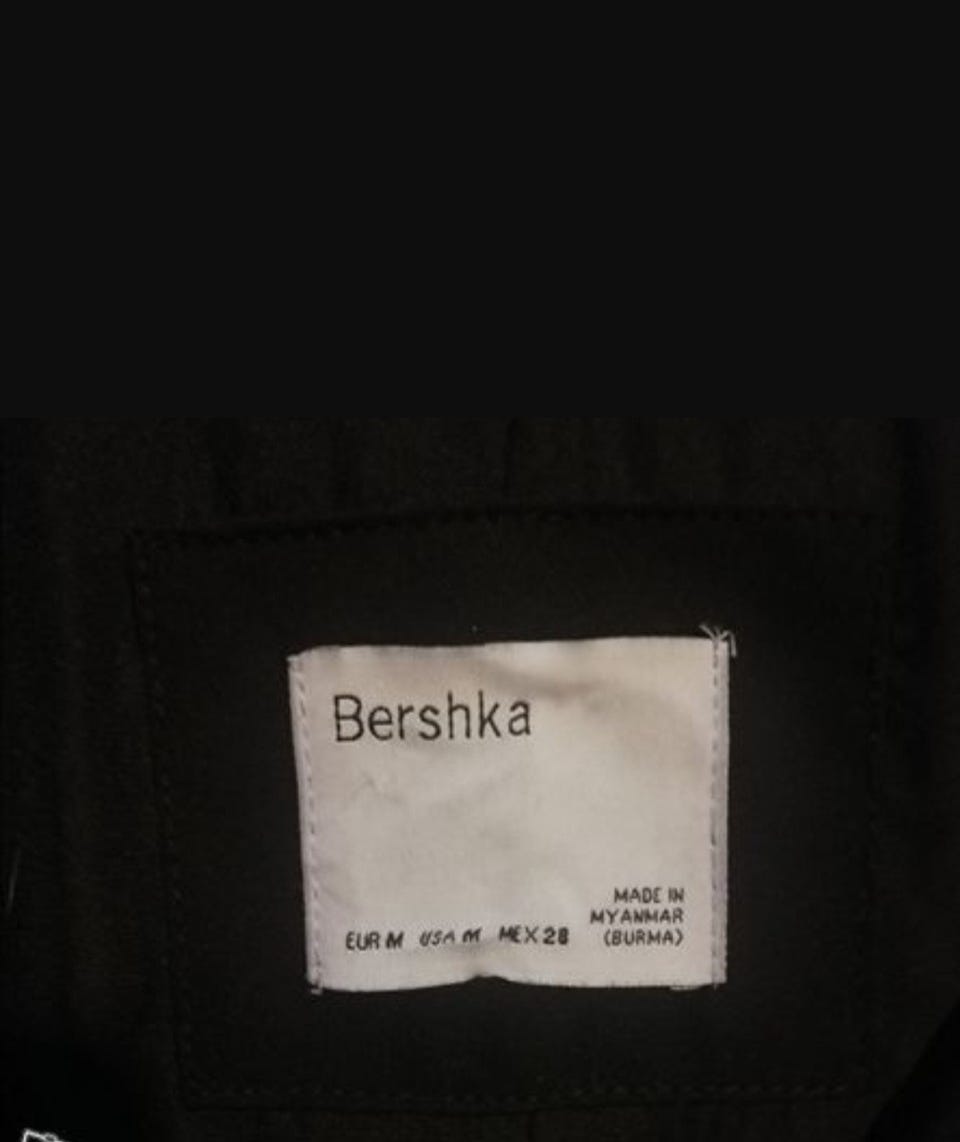 Bershka
MADE IN
MYANMAR
EUR M USA M MEX 28 (BURMA)